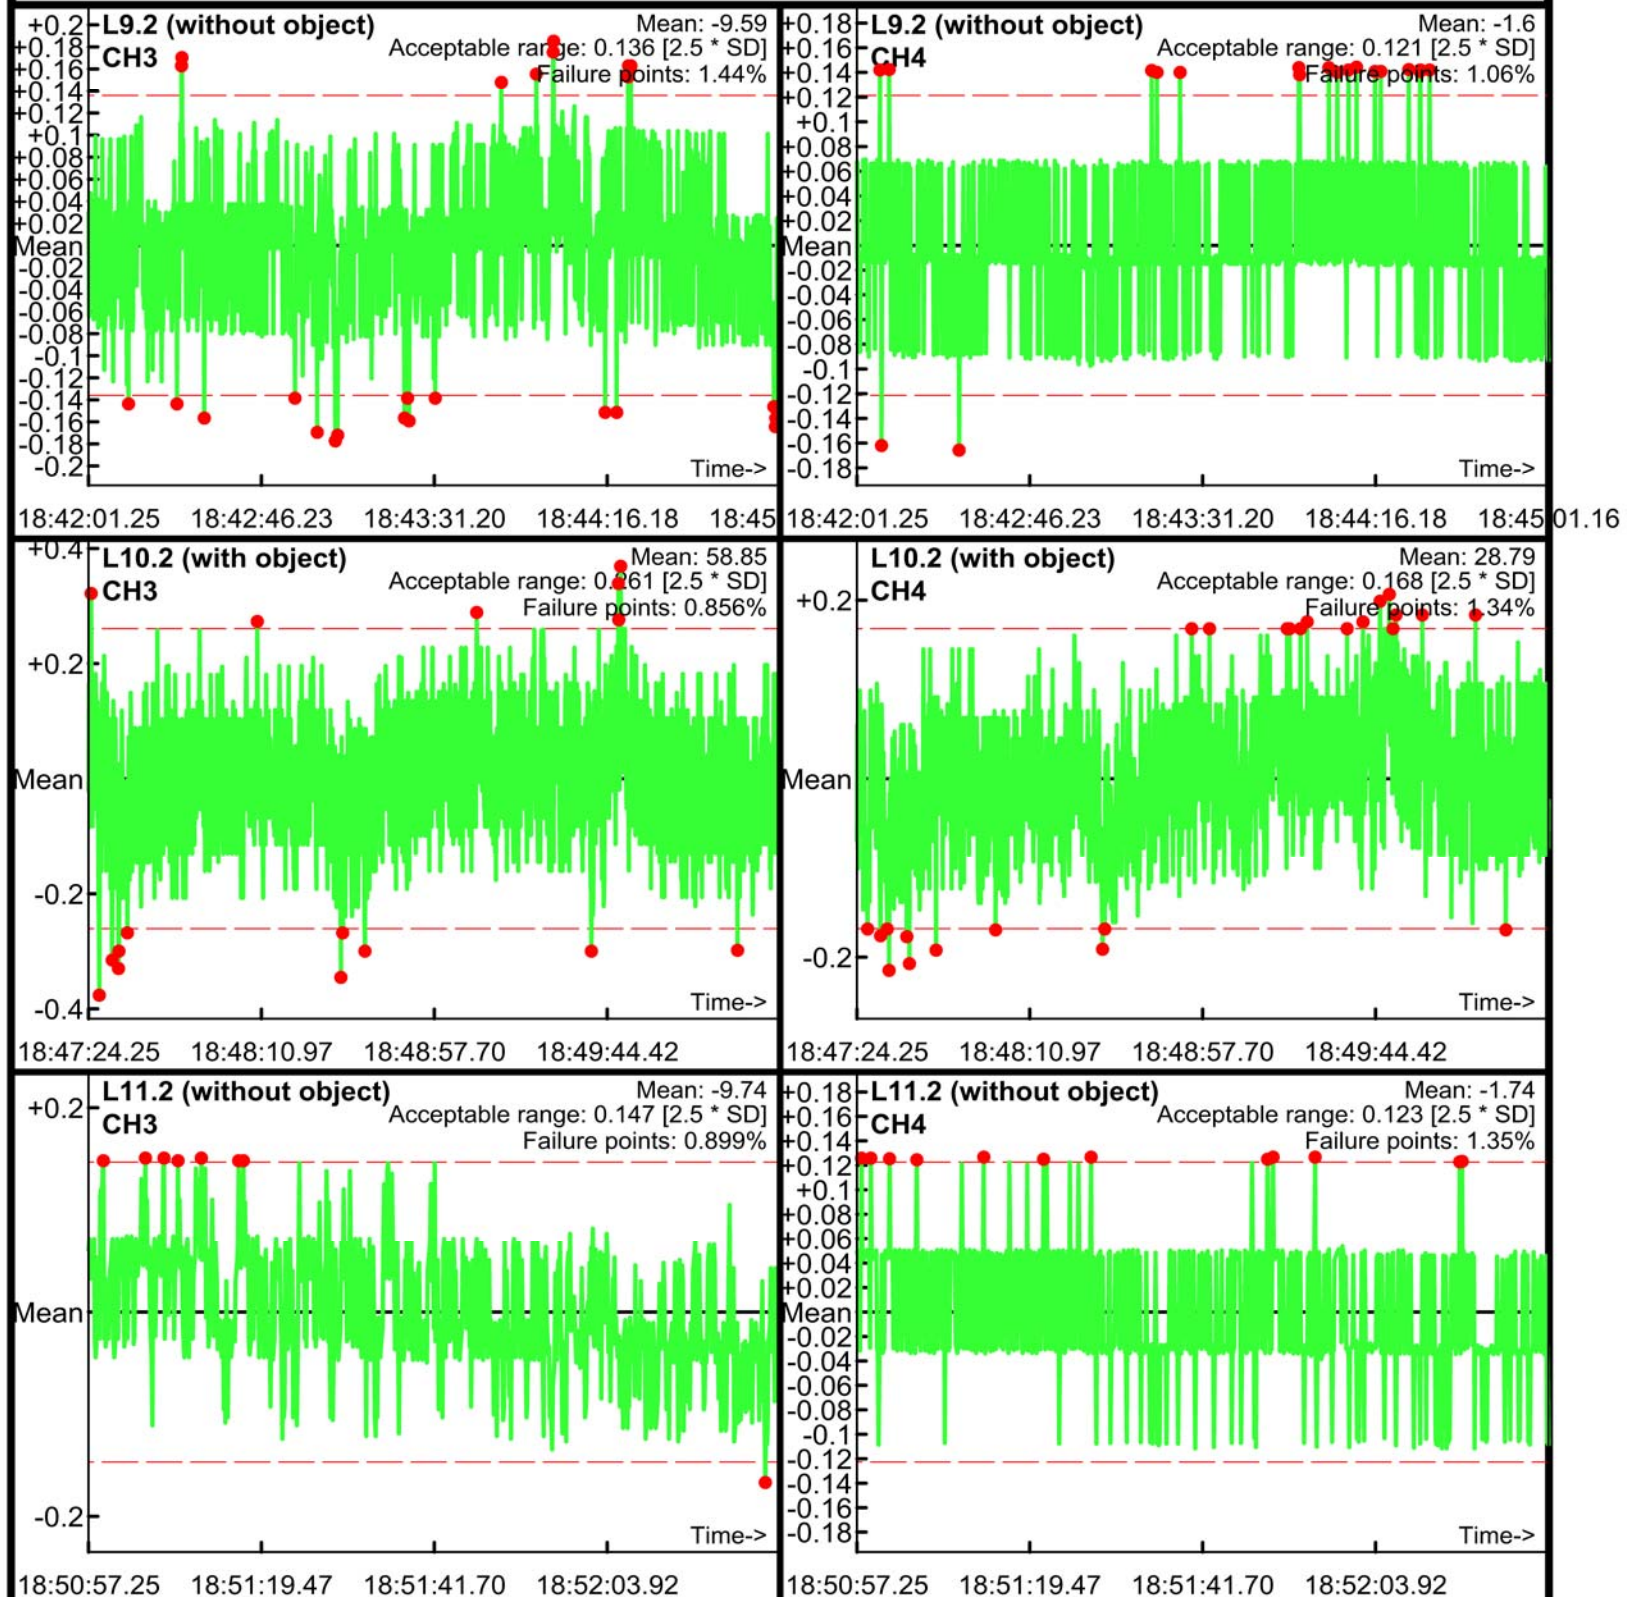 L9.2 (without object)
CH3
Mean: -9.59
Acceptable range: 0.136 [2.5 * SD]
Failure points: 1.44%
+0.2
+0.18
+0.16
+0.14
+0.12
+0.1
+0.08
+0.06
+0.04
+0.02
Mean
-0.02
-0.04
-0.06
-0.08
-0.1
-0.12
-0.14
-0.16
-0.18
-0.2
Time->
18:42:01.25 18:42:46.23 18:43:31.20 18:44:16.18 18:45
L9.2 (without object)
CH4
Mean: -1.6
Acceptable range: 0.121 [2.5 * SD]
Failure points: 1.06%
+0.18
+0.16
+0.14
+0.12
+0.1
+0.08
+0.06
+0.04
+0.02
Mean
-0.02
-0.04
-0.06
-0.08
-0.1
-0.12
-0.14
-0.16
-0.18
Time->
18:42:01.25 18:42:46.23 18:43:31.20 18:44:16.18 18:45:01.16
L10.2 (with object)
CH3
Mean: 58.85
Acceptable range: 0.261 [2.5 * SD]
Failure points: 0.856%
+0.4
+0.2
Mean
-0.2
-0.4
Time->
18:47:24.25 18:48:10.97 18:48:57.70 18:49:44.42
L10.2 (with object)
CH4
Mean: 28.79
Acceptable range: 0.168 [2.5 * SD]
Failure points: 1.34%
+0.2
Mean
-0.2
Time->
18:47:24.25 18:48:10.97 18:48:57.70 18:49:44.42
L11.2 (without object)
CH3
Mean: -9.74
Acceptable range: 0.147 [2.5 * SD]
Failure points: 0.899%
+0.2
Mean
-0.2
Time->
18:50:57.25 18:51:19.47 18:51:41.70 18:52:03.92
L11.2 (without object)
CH4
Mean: -1.74
Acceptable range: 0.123 [2.5 * SD]
Failure points: 1.35%
+0.18
+0.16
+0.14
+0.12
+0.1
+0.08
+0.06
+0.04
+0.02
Mean
-0.02
-0.04
-0.06
-0.08
-0.1
-0.12
-0.14
-0.16
-0.18
Time->
18:50:57.25 18:51:19.47 18:51:41.70 18:52:03.92